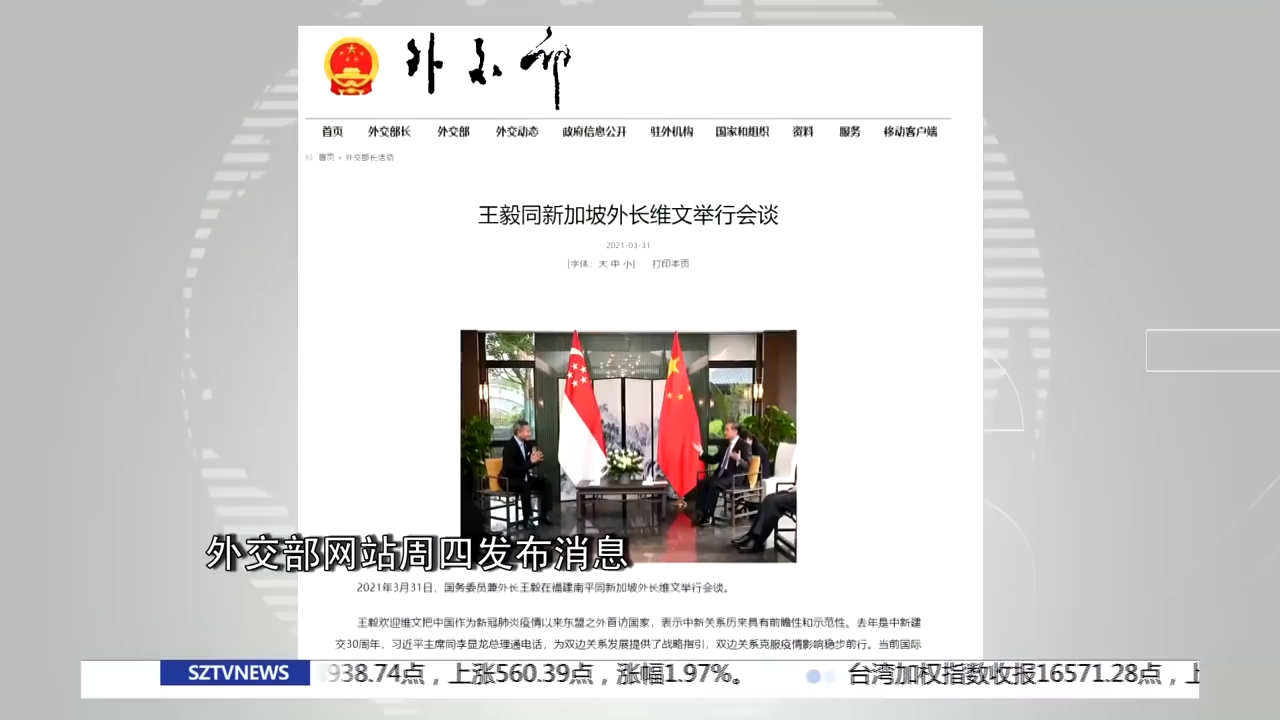 外交部
首页 外交部长 外交部 外交动态 政府信息公开 驻外机构 国家和组织 资料 服务 移动客户端
首页 > 外交部长活动
王毅同新加坡外长维文举行会谈
2021-03-31
[字体: 大 中 小] 打印本页
外交部网站周四发布消息
2021年3月31日，国务委员兼外长王毅在福建南平同新加坡外长维文举行会谈。
王毅欢迎维文把中国作为新冠肺炎疫情以来东盟之外首访国家，表示中新关系历来具有前瞻性和示范性。去年是中新建
交30周年，习近平主席同李显龙总理通电话，为双边关系发展提供了战略指引，双边关系克服疫情影响稳步前行。当前国际
SZTVNEWS 938.74点，上涨560.39点，涨幅1.97%。 台湾加权指数收报16571.28点，上